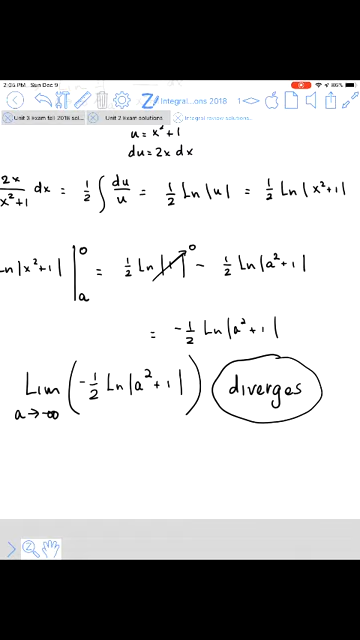 2:05 PM Sun Dec 9
Integral...ons 2018
Unit 3 Exam fall 2018 sol...
Unit 2 Exam solutions
Integral review solutions...
u = x² + 1
du = 2x dx
2x/(x²+1) dx = 1/2 ∫ du/u = 1/2 Ln|u| = 1/2 Ln|x²+1|
Ln|x²+1| |ₐ⁰ = 1/2 Ln|1| 0 - 1/2 Ln|a²+1|
= -1/2 Ln|a²+1|
Lim a→-∞ (-1/2 Ln|a²+1|) diverges